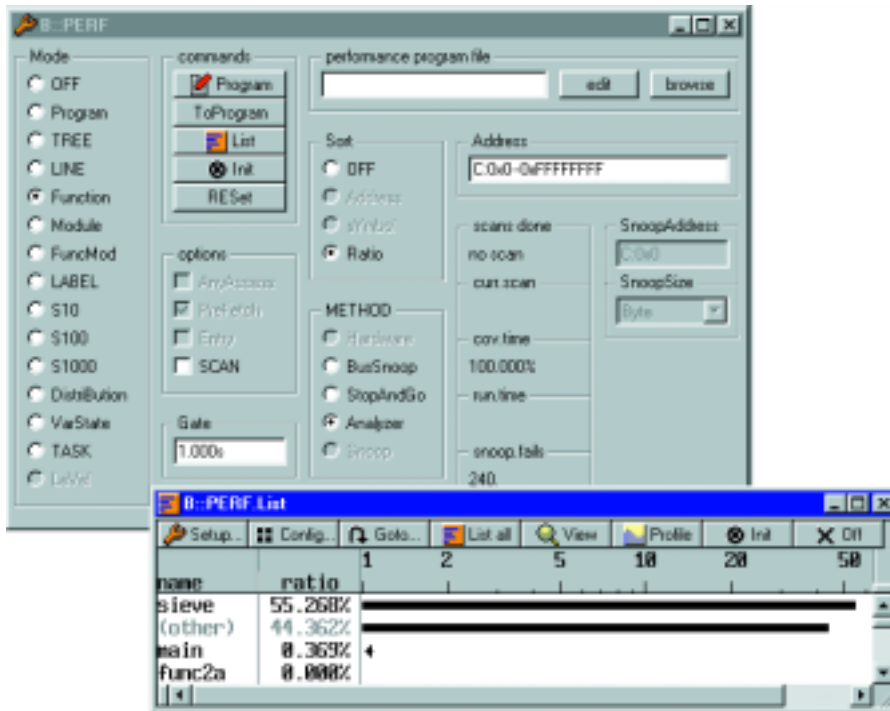 B::PERF
Mode
OFF
Program
TREE
LINE
Function
Module
FuncMod
LABEL
S10
S100
S1000
DistriBution
VarState
TASK
LeVel
commands
Program
ToProgram
List
Init
RESet
options
AnyAccess
PreFetch
Entry
SCAN
Gate
1.000s
performance program file
edit
browse
Sort
OFF
Address
sYmbol
Ratio
METHOD
Hardware
BusSnoop
StopAndGo
Analyzer
Snoop
Address
C:0x0-0xFFFFFFFF
scans done
no scan
curr.scan
cov.time
100.000%
run.time
snoop.fails
240.
SnoopAddress
C:0x0
SnoopSize
Byte
B::PERF.List
Setup... Config... Goto... List all View Profile Init Off
1 2 5 10 20 50
name ratio
sieve 55.268%
(other) 44.362%
main 0.369%
func2a 0.000%